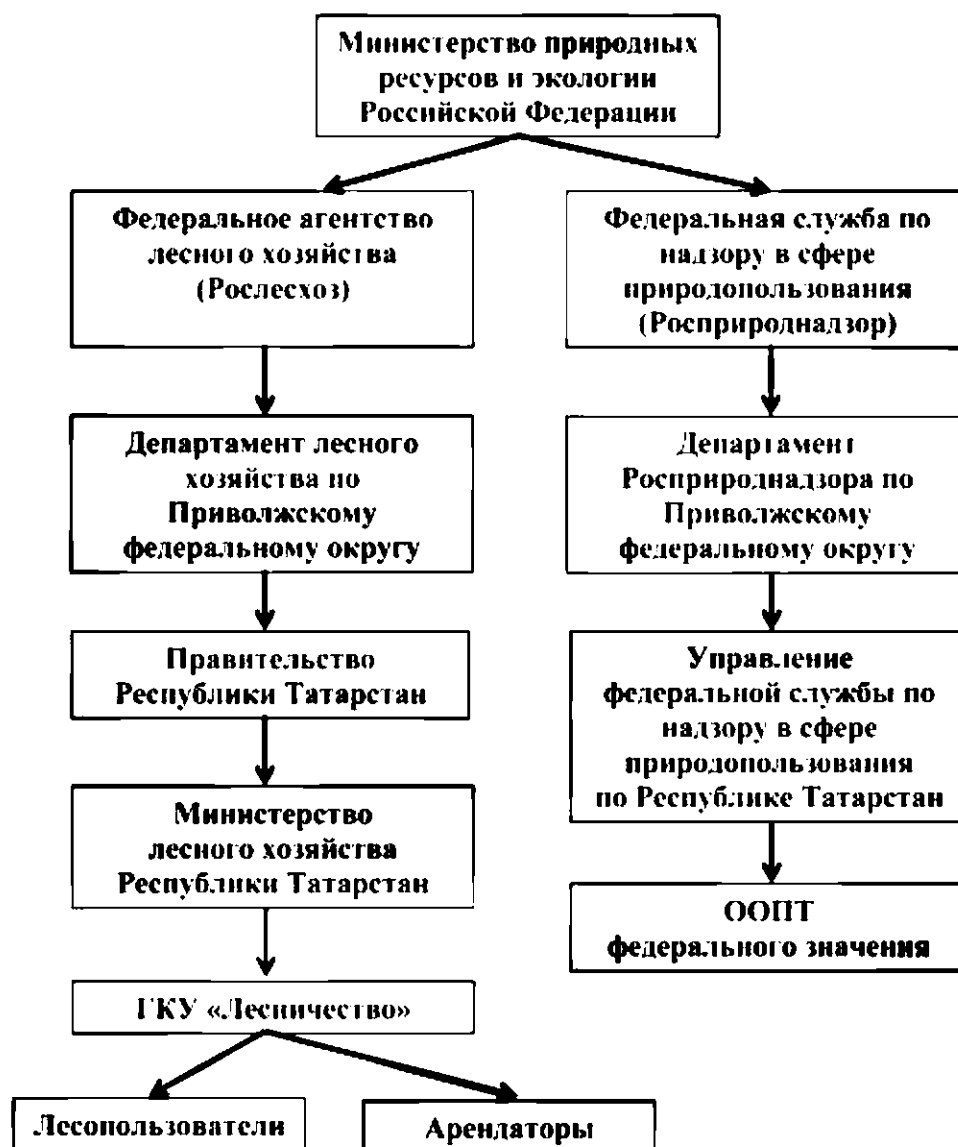 Министерство природных
ресурсов и экологии
Российской Федерации
Федеральное агентство
лесного хозяйства
(Рослесхоз)
Федеральная служба по
надзору в сфере
природопользования
(Росприроднадзор)
Департамент лесного
хозяйства по
Приволжскому
федеральному округу
Департамент
Росприроднадзора по
Приволжскому
федеральному округу
Правительство
Республики Татарстан
Управление
федеральной службы по
надзору в сфере
природопользования
по Республике Татарстан
Министерство
лесного хозяйства
Республики Татарстан
ООПТ
федерального значения
ГКУ «Лесничество»
Лесопользователи
Арендаторы